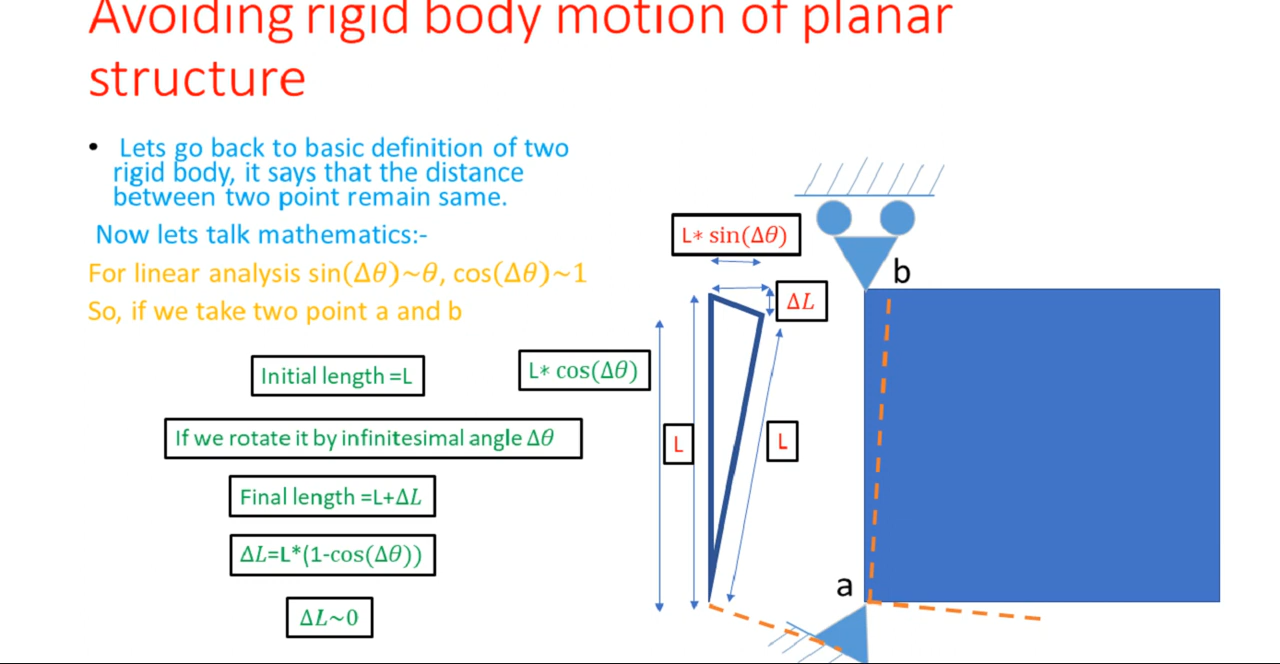 Avoiding rigid body motion of planar
structure
• Lets go back to basic definition of two
rigid body, it says that the distance
between two point remain same.
Now lets talk mathematics:-
For linear analysis sin(Δθ)~θ, cos(Δθ)~1
So, if we take two point a and b
Initial length =L
If we rotate it by infinitesimal angle Δθ
Final length =L+ΔL
ΔL=L*(1-cos(Δθ))
ΔL~0
L* sin(Δθ)
ΔL
L* cos(Δθ)
L
L
b
a